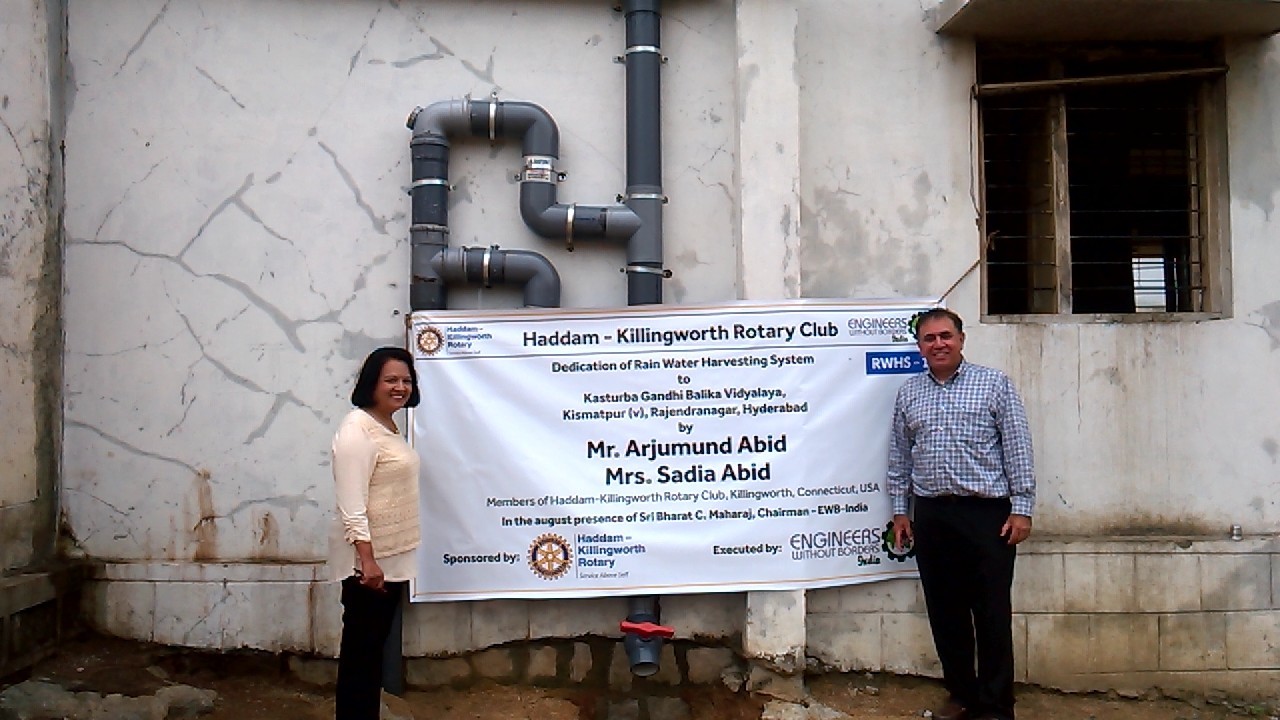 Haddam - Killingworth Rotary Service Above Self
Haddam - Killingworth Rotary Club
ENGINEERS WITHOUT BORDERS India
Dedication of Rain Water Harvesting System
RWHS -
to
Kasturba Gandhi Balika Vidyalaya,
Kismatpur (v), Rajendranagar, Hyderabad
by
Mr. Arjumund Abid
Mrs. Sadia Abid
Members of Haddam-Killingworth Rotary Club, Killingworth, Connecticut, USA
In the august presence of Sri Bharat C. Maharaj, Chairman - EWB-India
Sponsored by:
Haddam -
Killingworth
Rotary
Service Above Self
Executed by:
ENGINEERS
WITHOUT BORDERS
India